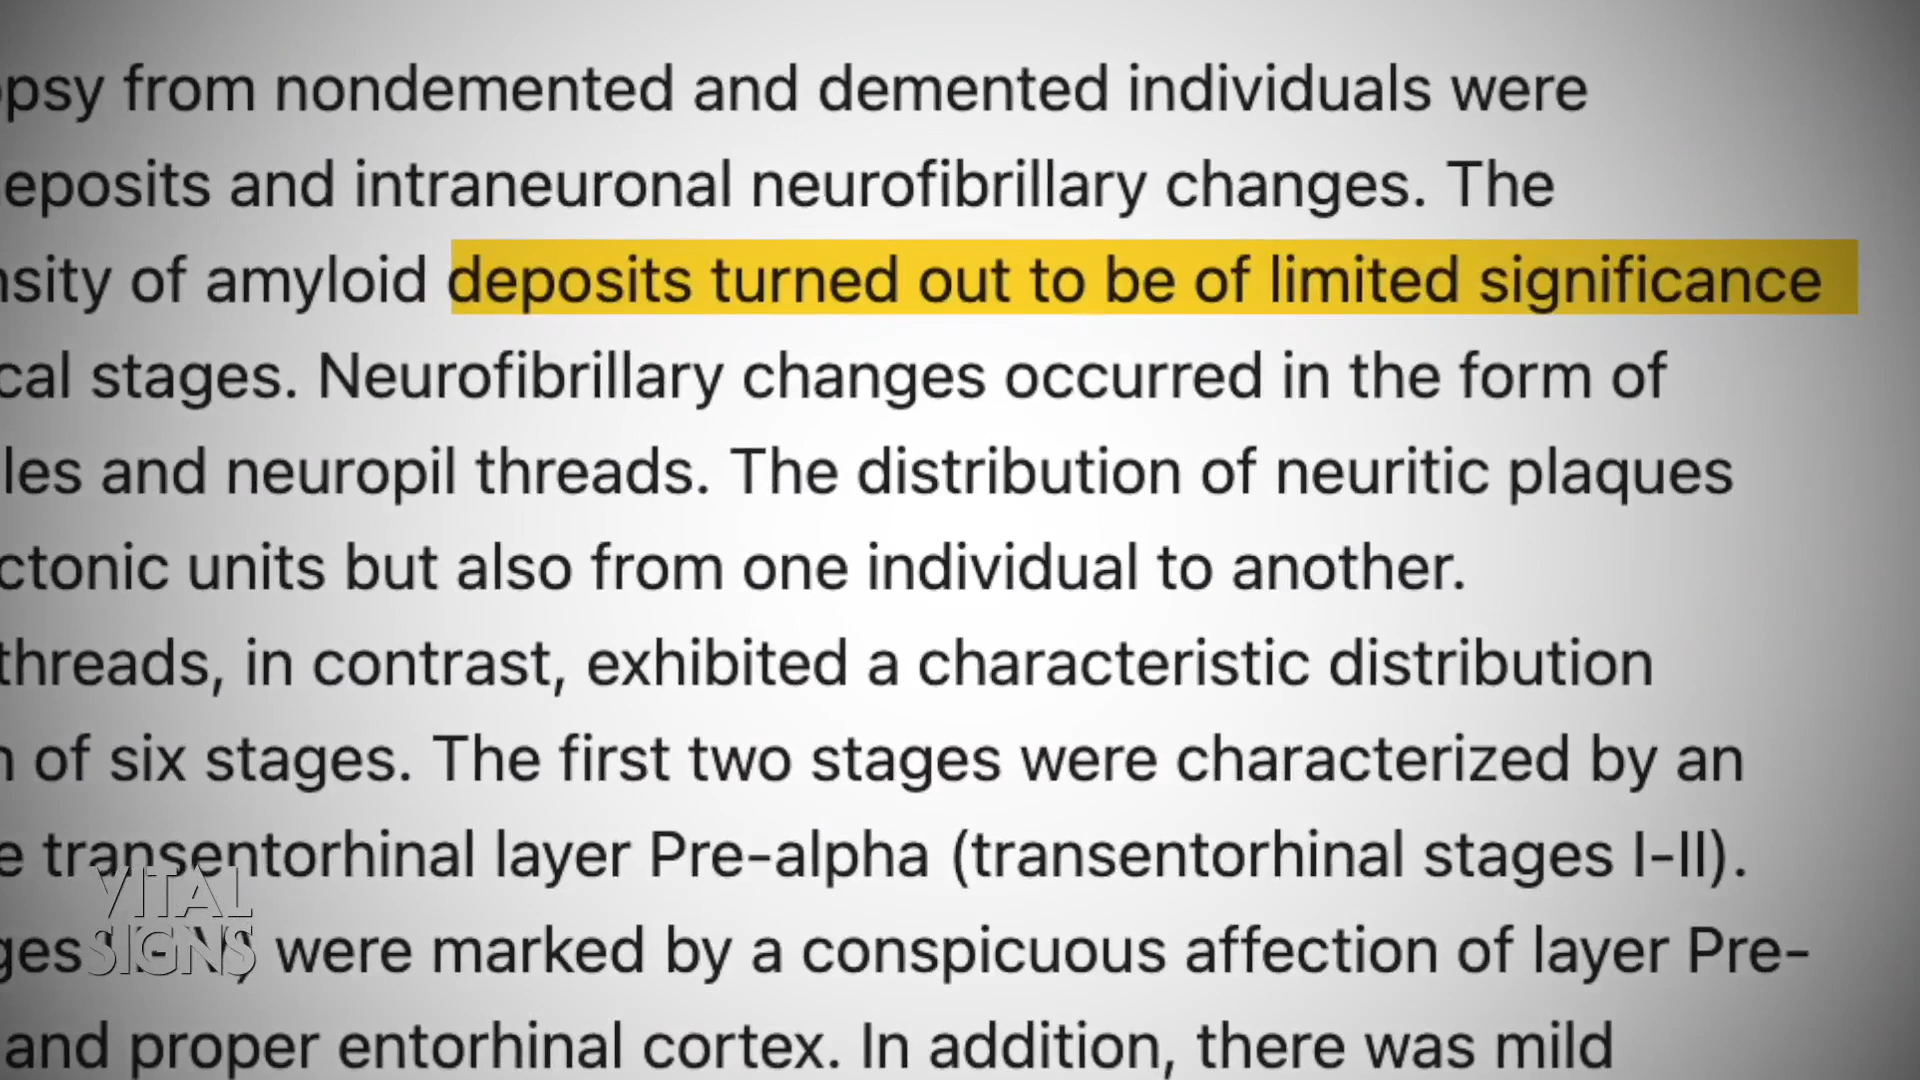 psy from nondemented and demented individuals were
eposits and intraneuronal neurofibrillary changes. The
nsity of amyloid deposits turned out to be of limited significance
cal stages. Neurofibrillary changes occurred in the form of
les and neuropil threads. The distribution of neuritic plaques
ctonic units but also from one individual to another.
threads, in contrast, exhibited a characteristic distribution
n of six stages. The first two stages were characterized by an
e transentorhinal layer Pre-alpha (transentorhinal stages I-II).
ges were marked by a conspicuous affection of layer Pre-
and proper entorhinal cortex. In addition, there was mild
VITAL
SIGNS